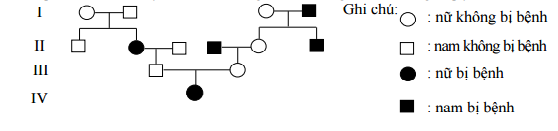 I
II
III
IV
Ghi chú:
: nữ không bị bệnh
: nam không bị bệnh
: nữ bị bệnh
: nam bị bệnh